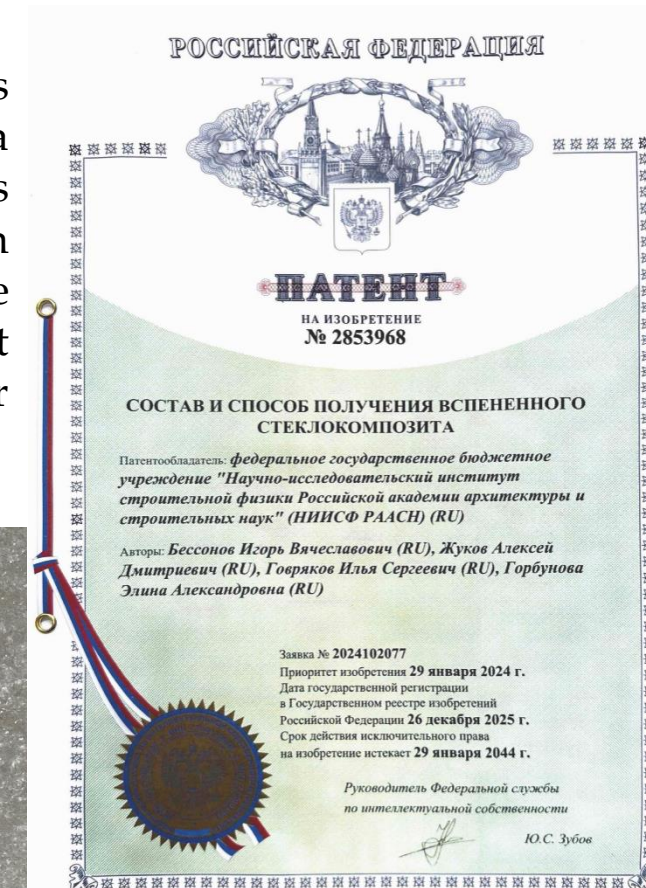 РОССИЙСКАЯ ФЕДЕРАЦИЯ
ПАТЕНТ
НА ИЗОБРЕТЕНИЕ
№ 2853968
СОСТАВ И СПОСОБ ПОЛУЧЕНИЯ ВСПЕНЕННОГО
СТЕКЛОКОМПОЗИТА
Патентообладатель: федеральное государственное бюджетное
учреждение "Научно-исследовательский институт
строительной физики Российской академии архитектуры и
строительных наук" (НИИСФ РААСН) (RU)
Авторы: Бессонов Игорь Вячеславович (RU), Жуков Алексей
Дмитриевич (RU), Говряков Илья Сергеевич (RU), Горбунова
Элина Александровна (RU)
Заявка № 2024102077
Приоритет изобретения 29 января 2024 г.
Дата государственной регистрации
в Государственном реестре изобретений
Российской Федерации 26 декабря 2025 г.
Срок действия исключительного права
на изобретение истекает 29 января 2044 г.
Руководитель Федеральной службы
по интеллектуальной собственности
Ю.С. Зубов